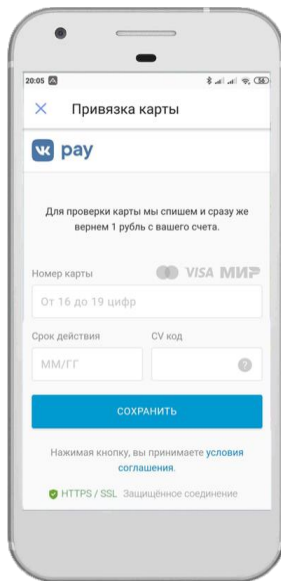 20:05
56
Привязка карты
VK pay
Для проверки карты мы спишем и сразу же
вернем 1 рубль с вашего счета.
Номер карты VISA МИР
От 16 до 19 цифр
Срок действия CV код
ММ/ГГ ?
СОХРАНИТЬ
Нажимая кнопку, вы принимаете условия
соглашения.
HTTPS / SSL Защищённое соединение